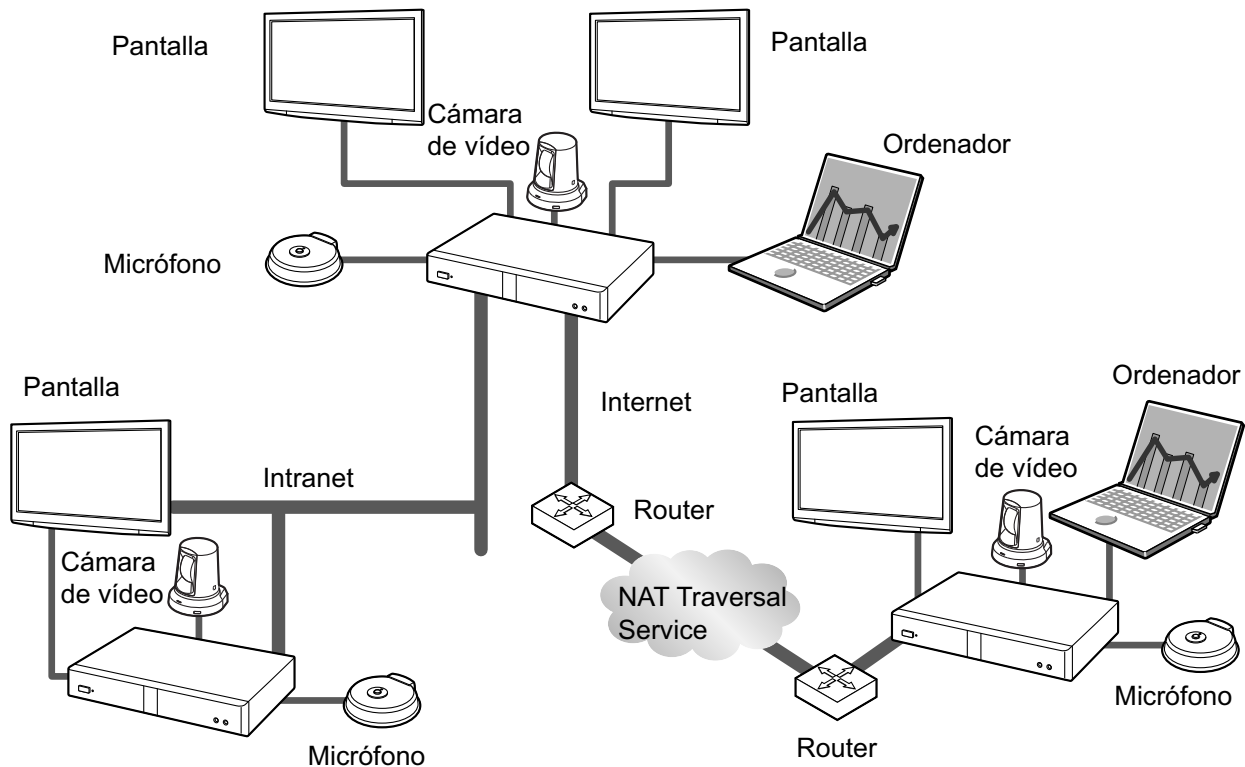 Pantalla
Pantalla
Cámara
de vídeo
Ordenador
Micrófono
Pantalla
Internet
Pantalla
Ordenador
Cámara
de vídeo
Intranet
Router
Cámara
de vídeo
NAT Traversal
Service
Micrófono
Router
Micrófono